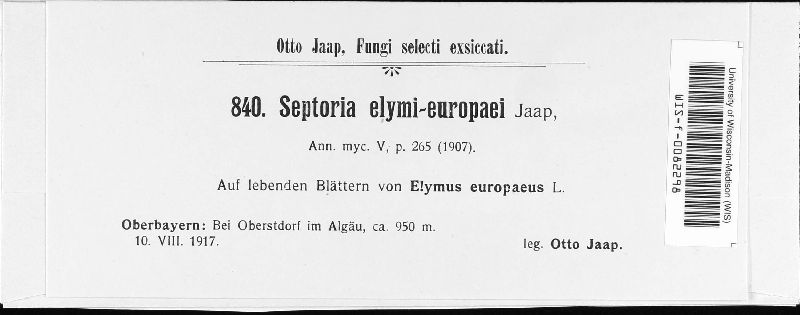 Otto Jaap, Fungi selecti exsiccati.
840. Septoria elymi-europaei Jaap,
Ann. myc. V, p. 265 (1907).
Auf lebenden Blättern von Elymus europaeus L.
Oberbayern: Bei Oberstdorf im Algäu, ca. 950 m.
10. VIII. 1917.
leg. Otto Jaap.
University of Wisconsin-Madison (WIS)
WIS-f-0082298